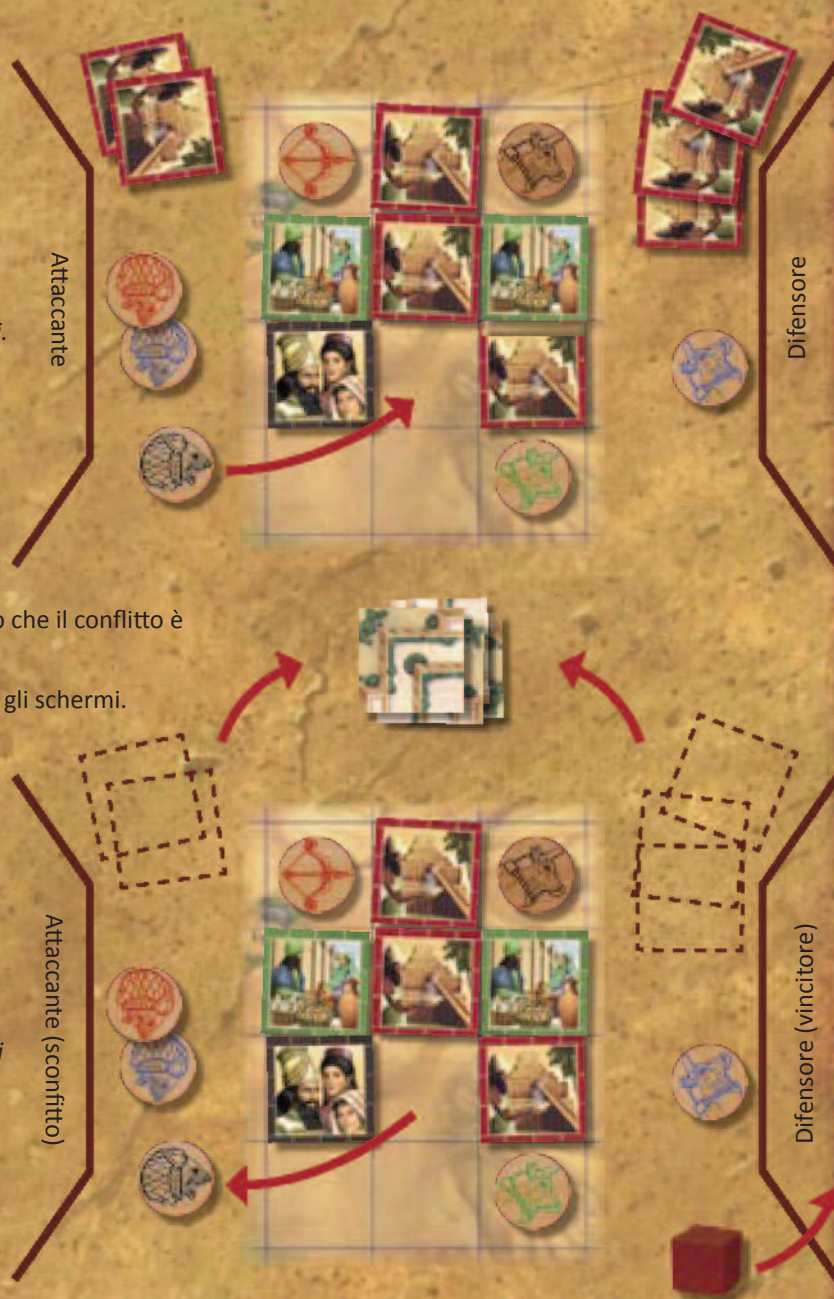 Attaccante
Difensore
o che il conflitto è
gli schermi.
Attaccante (sconfitto)
i
Difensore (vincitore)